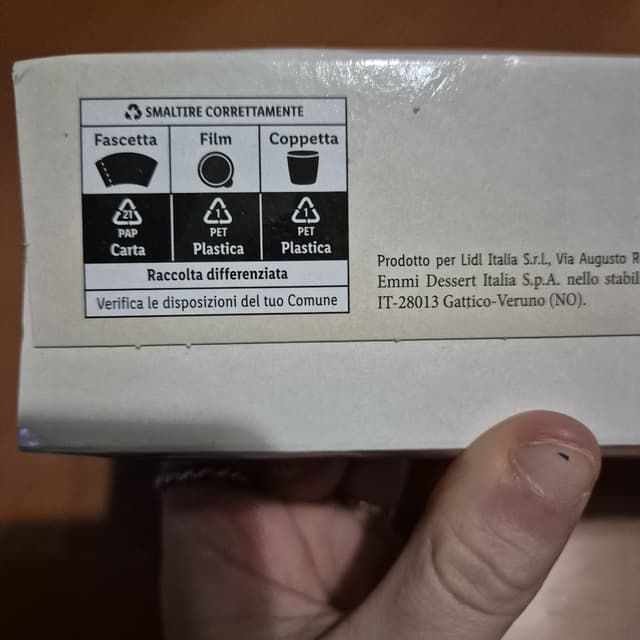 SMALTIRE CORRETTAMENTE
Fascetta Film Coppetta
21 1 1
PAP PET PET
Carta Plastica Plastica
Raccolta differenziata
Verifica le disposizioni del tuo Comune
Prodotto per Lidl Italia S.r.l., Via Augusto R
Emmi Dessert Italia S.p.A. nello stabil
IT-28013 Gattico-Veruno (NO).